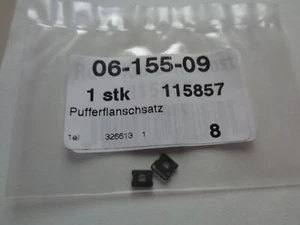 06-155-09
1 stk 115857
Pufferflanschsatz
326613 1
8